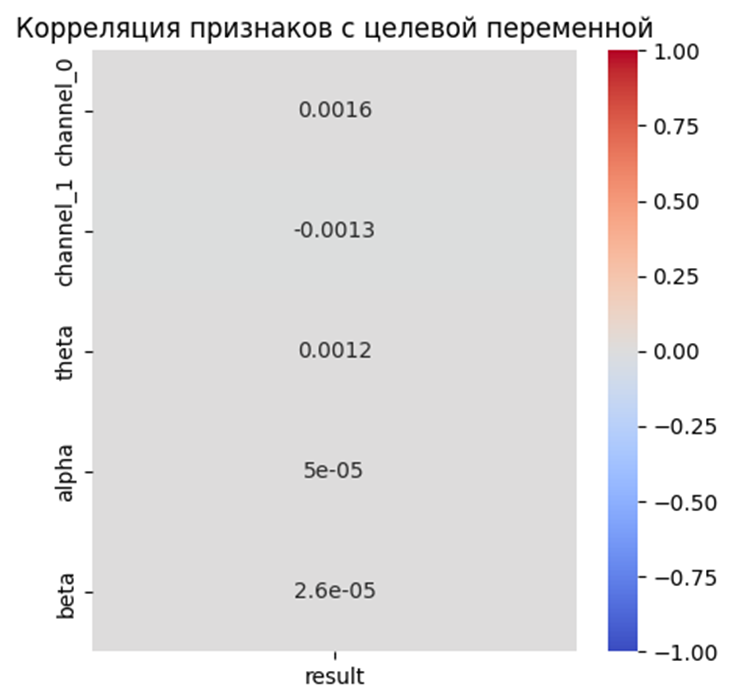 Корреляция признаков с целевой переменной
channel_0
channel_1
theta
alpha
beta
0.0016
-0.0013
0.0012
5e-05
2.6e-05
result
1.00
0.75
0.50
0.25
0.00
−0.25
−0.50
−0.75
−1.00